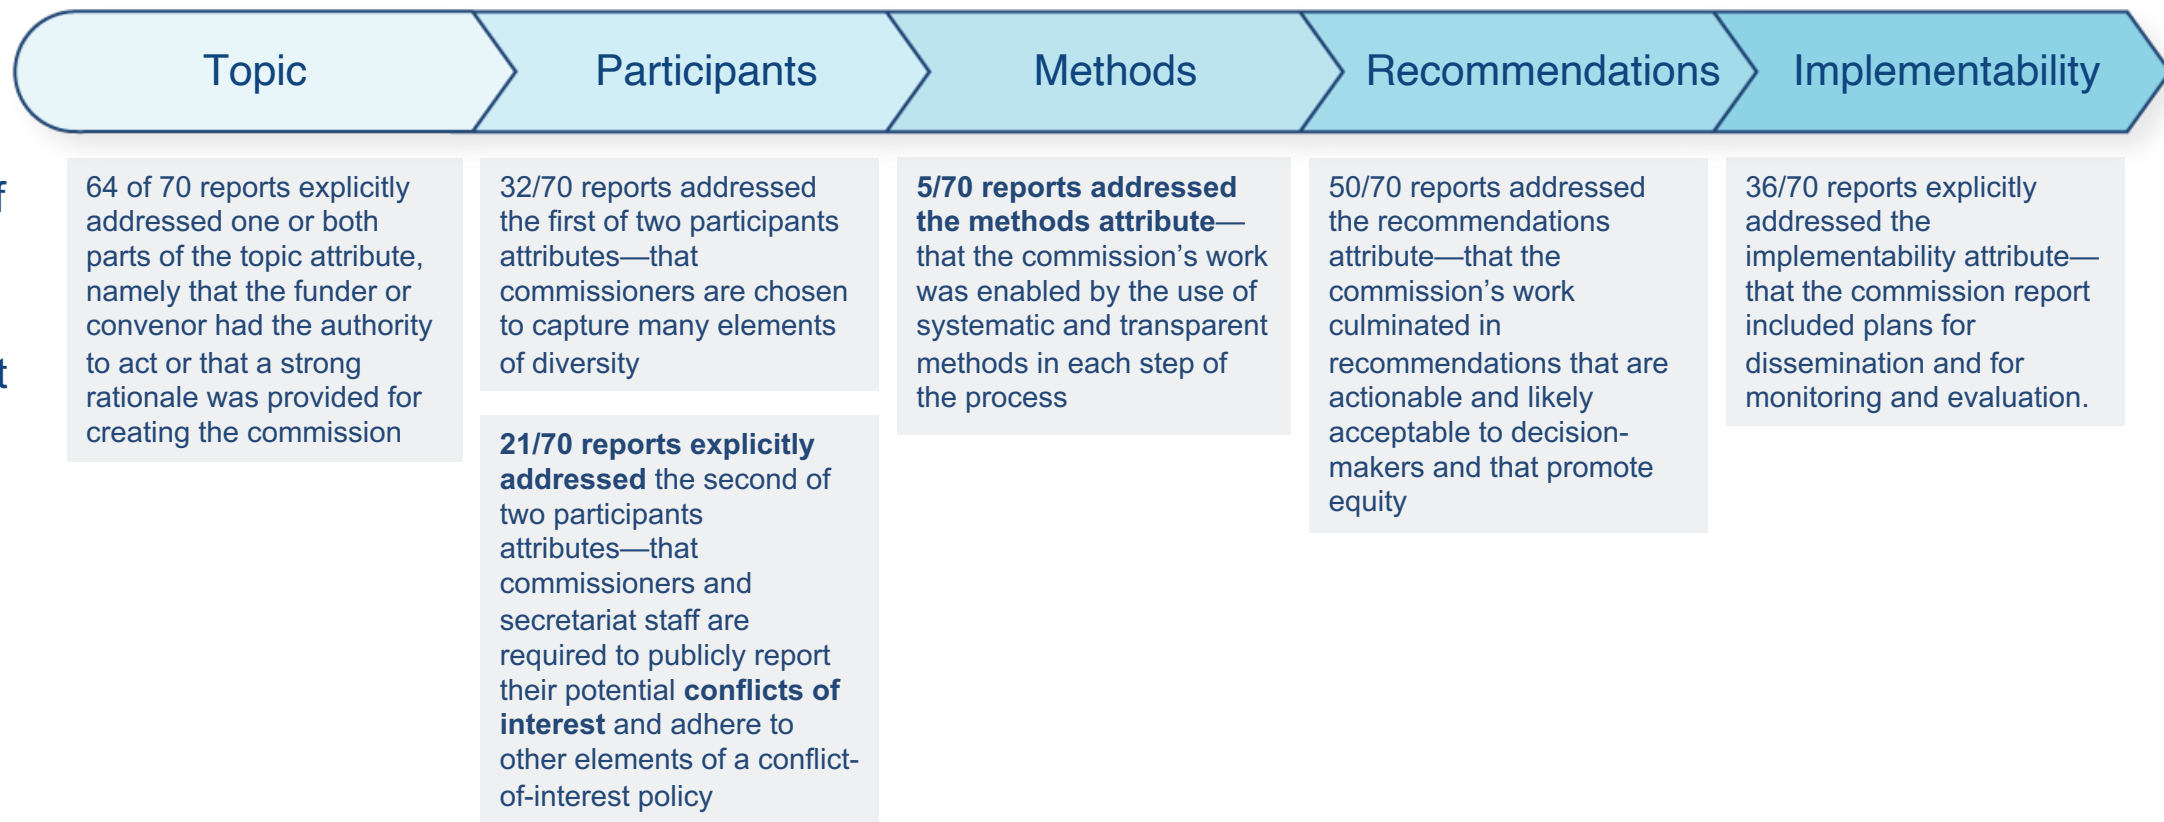 Topic
Participants
Methods
Recommendations
Implementability
64 of 70 reports explicitly
addressed one or both
parts of the topic attribute,
namely that the funder or
convenor had the authority
to act or that a strong
rationale was provided for
creating the commission
32/70 reports addressed
the first of two participants
attributes—that
commissioners are chosen
to capture many elements
of diversity
21/70 reports explicitly
addressed the second of
two participants
attributes—that
commissioners and
secretariat staff are
required to publicly report
their potential conflicts of
interest and adhere to
other elements of a conflict-
of-interest policy
5/70 reports addressed
the methods attribute—
that the commission’s work
was enabled by the use of
systematic and transparent
methods in each step of
the process
50/70 reports addressed
the recommendations
attribute—that the
commission’s work
culminated in
recommendations that are
actionable and likely
acceptable to decision-
makers and that promote
equity
36/70 reports explicitly
addressed the
implementability attribute—
that the commission report
included plans for
dissemination and for
monitoring and evaluation.